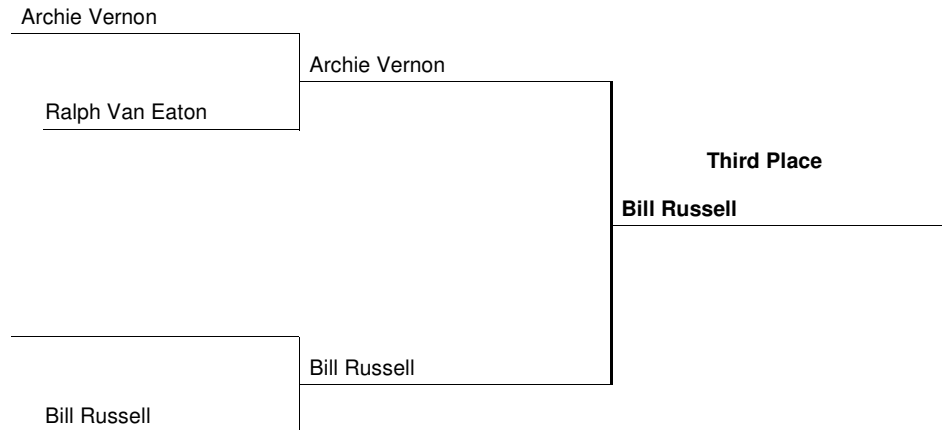 Archie Vernon
Archie Vernon
Ralph Van Eaton
Third Place
Bill Russell
Bill Russell
Bill Russell